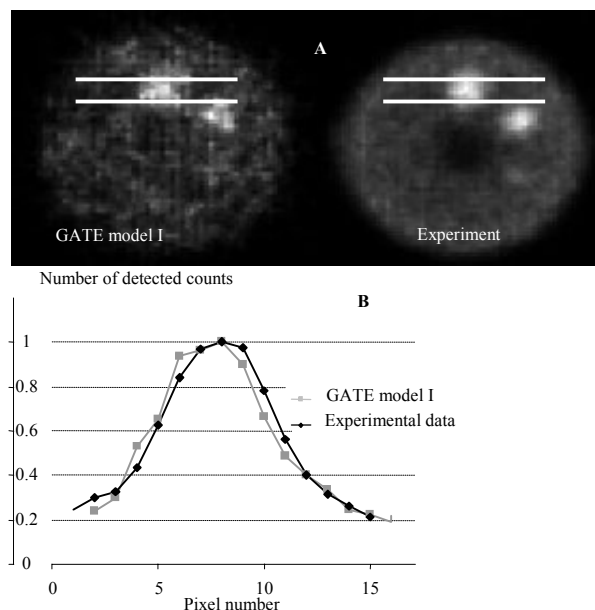 A
GATE model I
Experiment
Number of detected counts
B
1
0.8
0.6
0.4
0.2
0
GATE model I
Experimental data
0 5 10 15
Pixel number